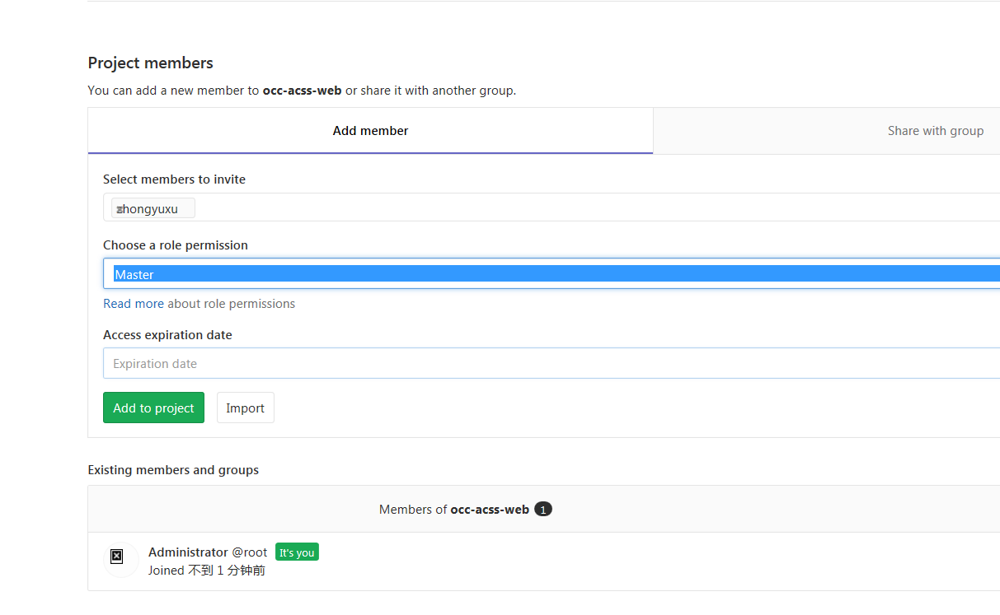 Project members
You can add a new member to occ-acss-web or share it with another group.
Add member
Share with group
Select members to invite
zhongyuxu
Choose a role permission
Master
Read more about role permissions
Access expiration date
Expiration date
Add to project
Import
Existing members and groups
Members of occ-acss-web 1
Administrator @root It's you
Joined 不到 1 分钟前